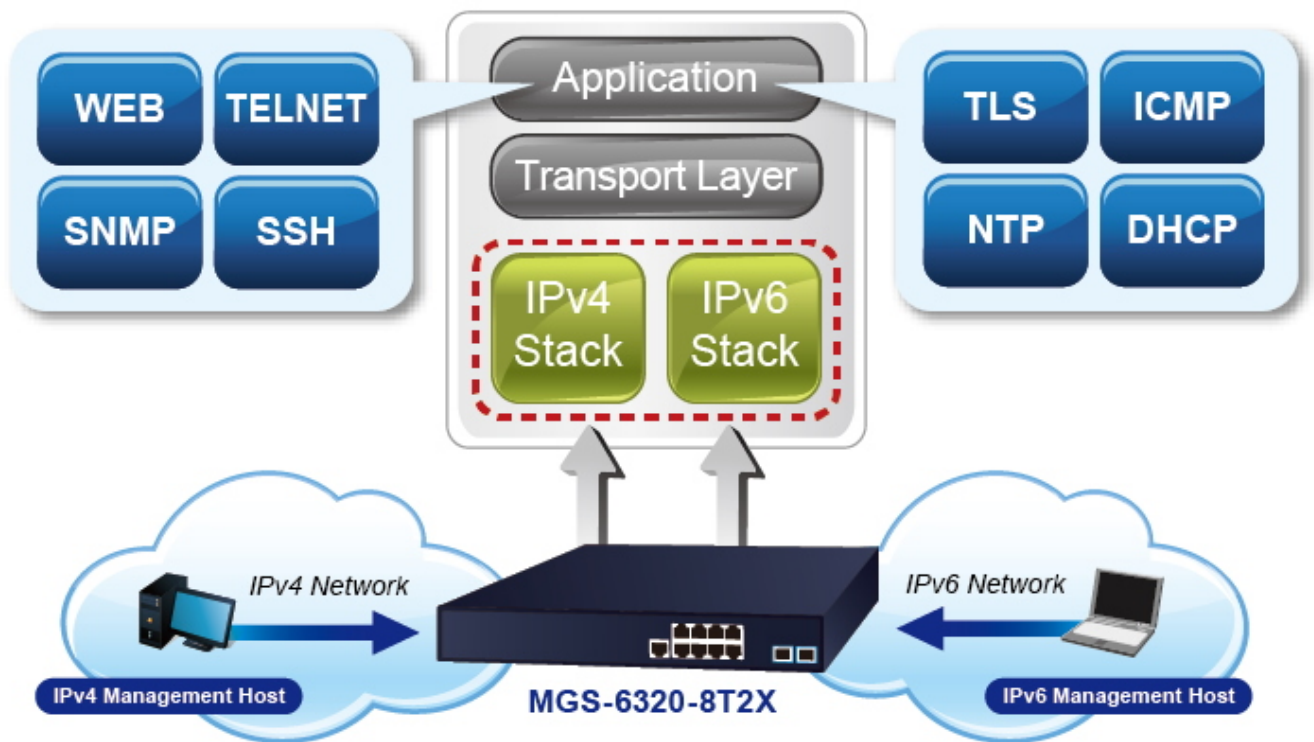 Application
WEB
TELNET
TLS
ICMP
Transport Layer
SNMP
SSH
NTP
DHCP
IPv4
Stack
IPv6
Stack
IPv4 Network
IPv6 Network
IPv4 Management Host
MGS-6320-8T2X
IPv6 Management Host